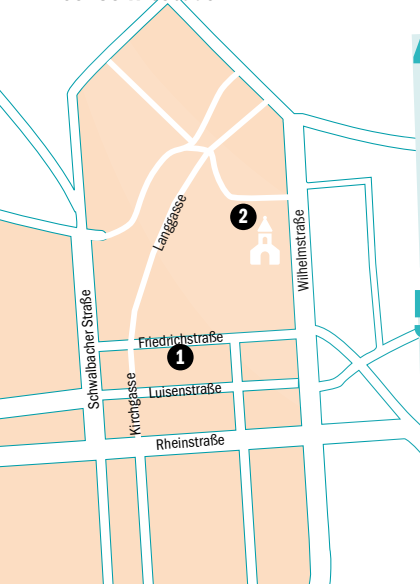 2
Langgasse
Wilhelmstraße
Schwalbacher Straße
Friedrichstraße
1
Kirchgasse
Luisenstraße
Rheinstraße